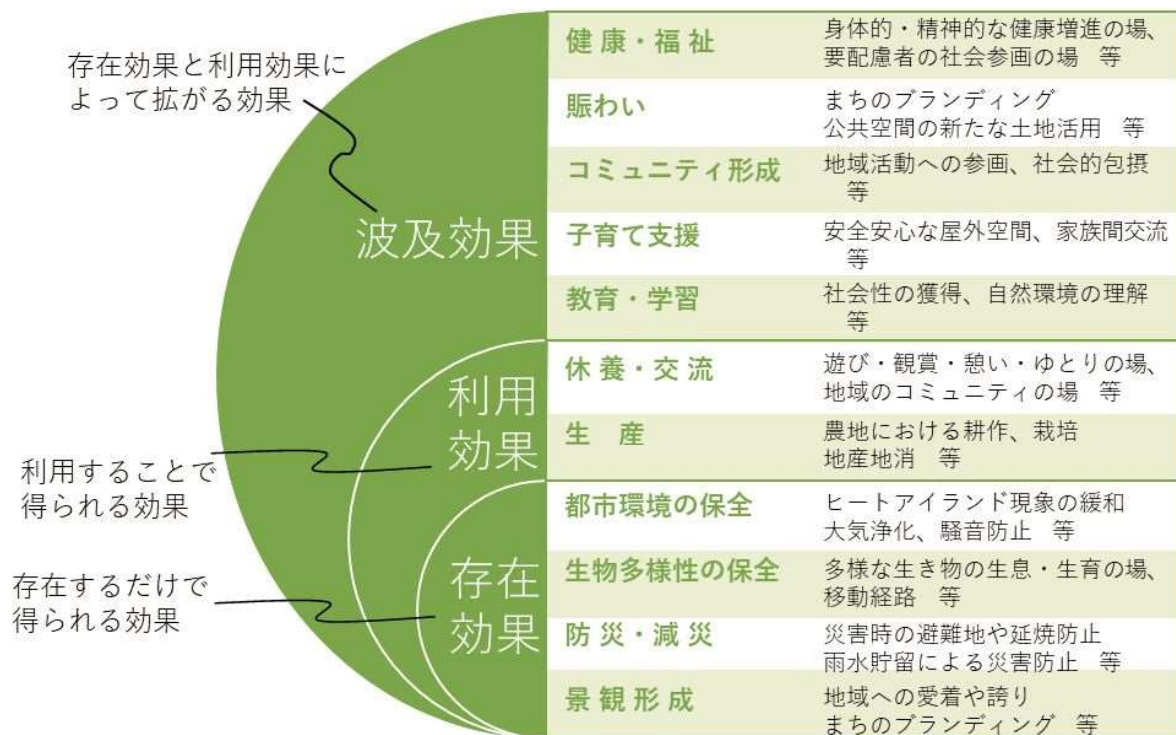 存在効果と利用効果に
よって拡がる効果
波及効果
健康・福祉
身体的・精神的な健康増進の場、
要配慮者の社会参画の場 等
賑わい
まちのブランディング
公共空間の新たな土地活用 等
コミュニティ形成
地域活動への参画、社会的包摂
等
子育て支援
安全安心な屋外空間、家族間交流
等
教育・学習
社会性の獲得、自然環境の理解
等
利用することで
得られる効果
利用
効果
休養・交流
遊び・観賞・憩い・ゆとりの場、
地域のコミュニティの場 等
生 産
農地における耕作、栽培
地産地消 等
存在するだけで
得られる効果
存在
効果
都市環境の保全
ヒートアイランド現象の緩和
大気浄化、騒音防止 等
生物多様性の保全
多様な生き物の生息・生育の場、
移動経路 等
防災・減災
災害時の避難地や延焼防止
雨水貯留による災害防止 等
景観形成
地域への愛着や誇り
まちのブランディング 等